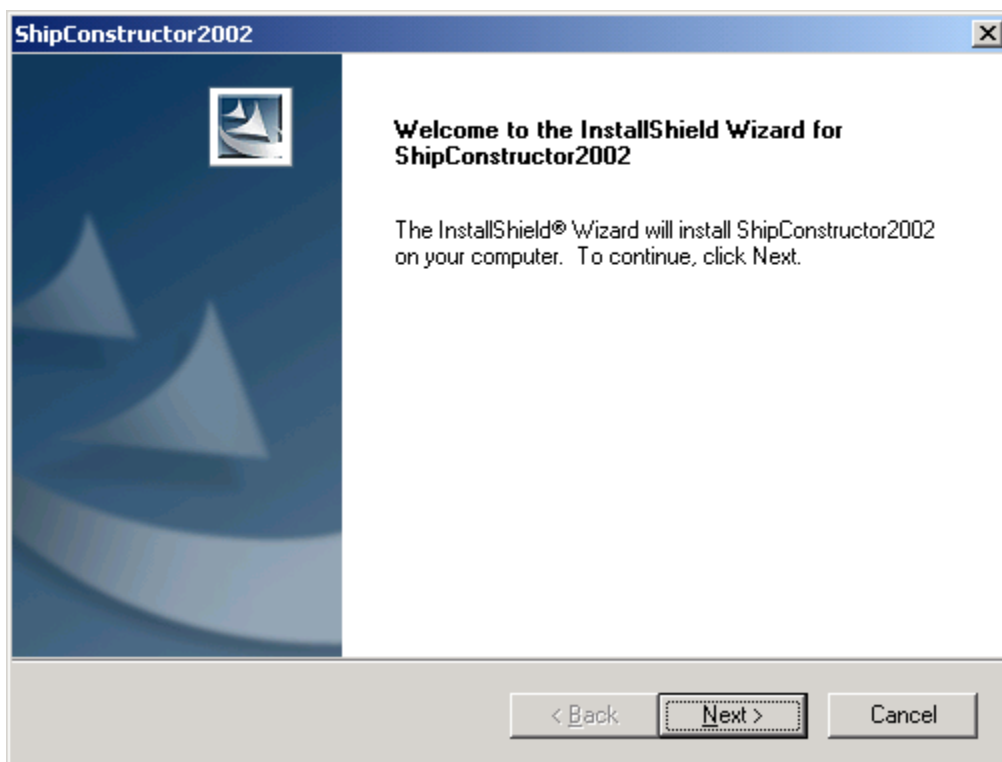 ShipConstructor2002
Welcome to the InstallShield Wizard for
ShipConstructor2002
The InstallShield® Wizard will install ShipConstructor2002
on your computer.  To continue, click Next.
< Back
Next >
Cancel